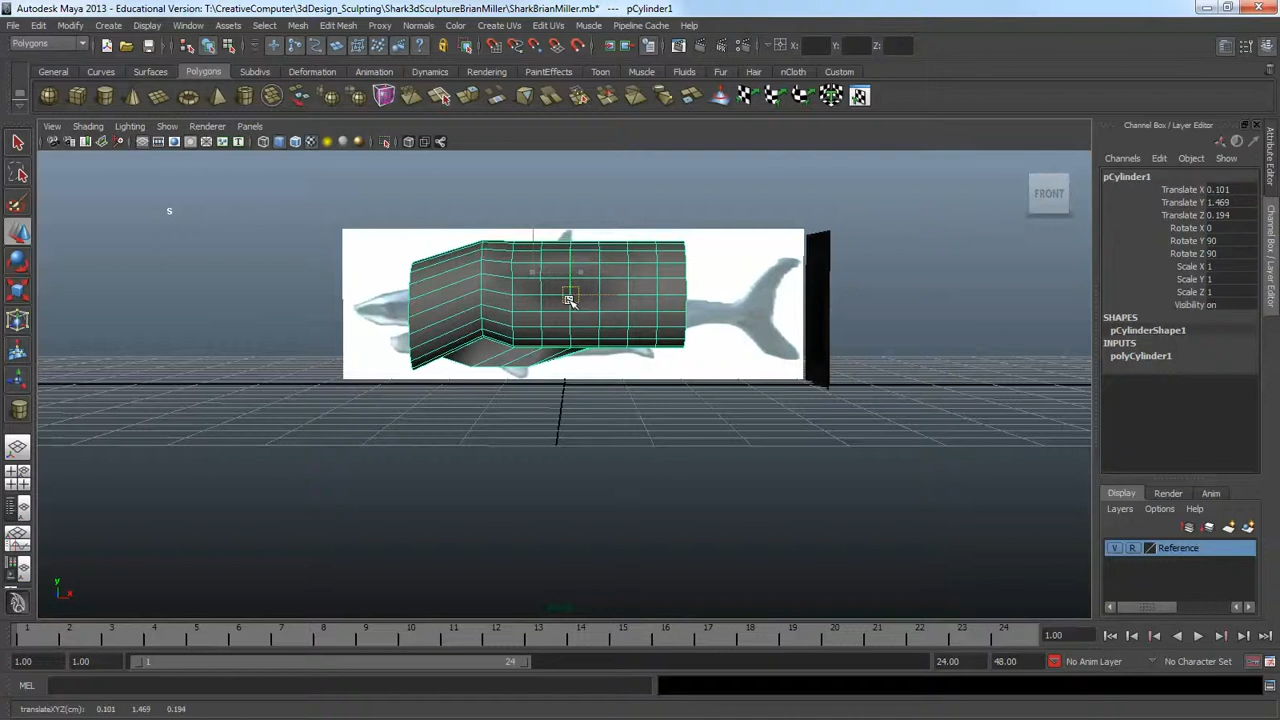 Autodesk Maya 2013 - Educational Version: T:\CreativeComputer\3dDesign_Sculpting\Shark3dSculptureBrianMiller\SharkBrianMiller.mb* --- pCylinder1
File Edit Modify Create Display Window Assets Select Mesh Edit Mesh Proxy Normals Color Create UVs Edit UVs Muscle Pipeline Cache Help
Polygons X: Y: Z:
General Curves Surfaces Polygons Subdivs Deformation Animation Dynamics Rendering PaintEffects Toon Muscle Fluids Fur Hair nCloth Custom
View Shading Lighting Show Renderer Panels
Channel Box / Layer Editor
Channels Edit Object Show
pCylinder1
Translate X 0.101
Translate Y 1.469
Translate Z 0.194
Rotate X 0
Rotate Y 90
Rotate Z 90
Scale X 1
Scale Y 1
Scale Z 1
Visibility on
SHAPES
pCylinderShape1
INPUTS
polyCylinder1
Attribute Editor
Channel Box / Layer Editor
FRONT
S
y
x
Display Render Anim
Layers Options Help
V R Reference
1 2 3 4 5 6 7 8 9 10 11 12 13 14 15 16 17 18 19 20 21 22 23 24 1.00
1.00 1.00 1 24 24.00 48.00 No Anim Layer No Character Set
MEL
translateXYZ(cm): 0.101 1.469 0.194